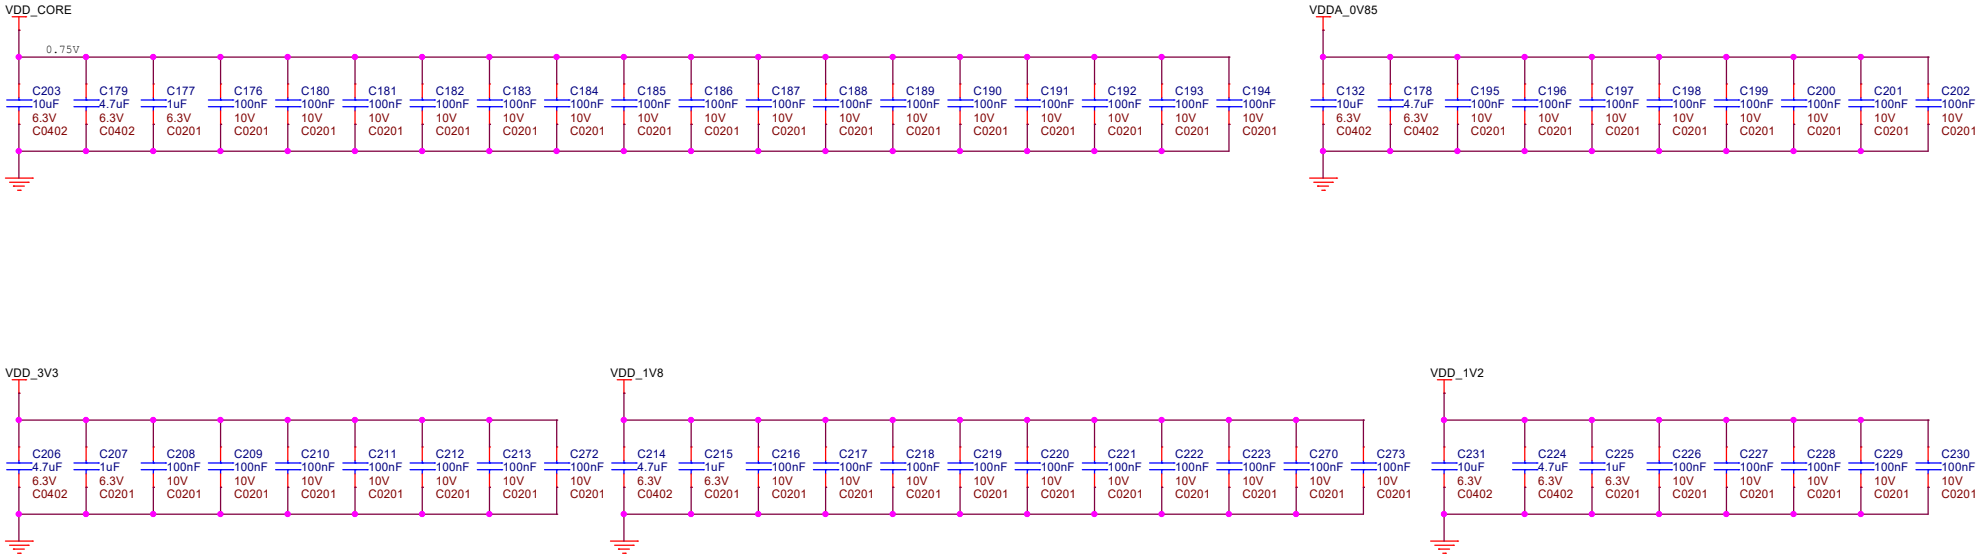 VDD_CORE
VDDA_0V85
0.75V
C203 C179 C177 C176 C180 C181 C182 C183 C184 C185 C186 C187 C188 C189 C190 C191 C192 C193 C194 C132 C178 C195 C196 C197 C198 C199 C200 C201 C202
10uF 4.7uF 1uF 100nF 100nF 100nF 100nF 100nF 100nF 100nF 100nF 100nF 100nF 100nF 100nF 100nF 100nF 100nF 100nF 10uF 4.7uF 100nF 100nF 100nF 100nF 100nF 100nF 100nF 100nF
6.3V 6.3V 6.3V 10V 10V 10V 10V 10V 10V 10V 10V 10V 10V 10V 10V 10V 10V 10V 10V 6.3V 6.3V 10V 10V 10V 10V 10V 10V 10V 10V
C0402 C0402 C0201 C0201 C0201 C0201 C0201 C0201 C0201 C0201 C0201 C0201 C0201 C0201 C0201 C0201 C0201 C0201 C0201 C0402 C0402 C0201 C0201 C0201 C0201 C0201 C0201 C0201 C0201
VDD_3V3
VDD_1V8
VDD_1V2
C206 C207 C208 C209 C210 C211 C212 C213 C272 C214 C215 C216 C217 C218 C219 C220 C221 C222 C223 C270 C273 C231 C224 C225 C226 C227 C228 C229 C230
4.7uF 1uF 100nF 100nF 100nF 100nF 100nF 100nF 100nF 4.7uF 1uF 100nF 100nF 100nF 100nF 100nF 100nF 100nF 100nF 100nF 100nF 10uF 4.7uF 1uF 100nF 100nF 100nF 100nF 100nF
6.3V 6.3V 10V 10V 10V 10V 10V 10V 10V 6.3V 6.3V 10V 10V 10V 10V 10V 10V 10V 10V 10V 10V 6.3V 6.3V 6.3V 10V 10V 10V 10V 10V
C0402 C0201 C0201 C0201 C0201 C0201 C0201 C0201 C0201 C0402 C0201 C0201 C0201 C0201 C0201 C0201 C0201 C0201 C0201 C0201 C0201 C0402 C0402 C0201 C0201 C0201 C0201 C0201 C0201